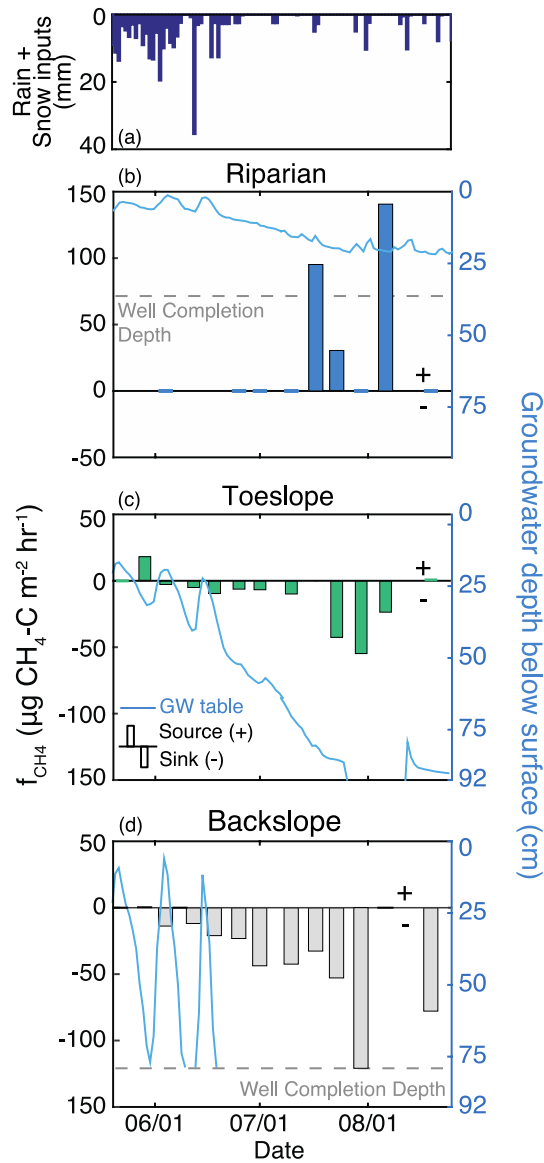 Rain +
Snow inputs
(mm)
0
20
40
(a)
(b)
Riparian
150
100
50
0
-50
0
25
50
75
Well Completion
Depth
+
-
(c)
Toeslope
50
0
-50
-100
150
0
25
50
75
92
+
-
GW table
Source (+)
Sink (-)
fCH4 (µg CH4-C m-2 hr-1)
Groundwater depth below surface (cm)
(d)
Backslope
50
0
-50
-100
150
0
25
50
75
92
+
-
Well Completion Depth
06/01
07/01
08/01
Date